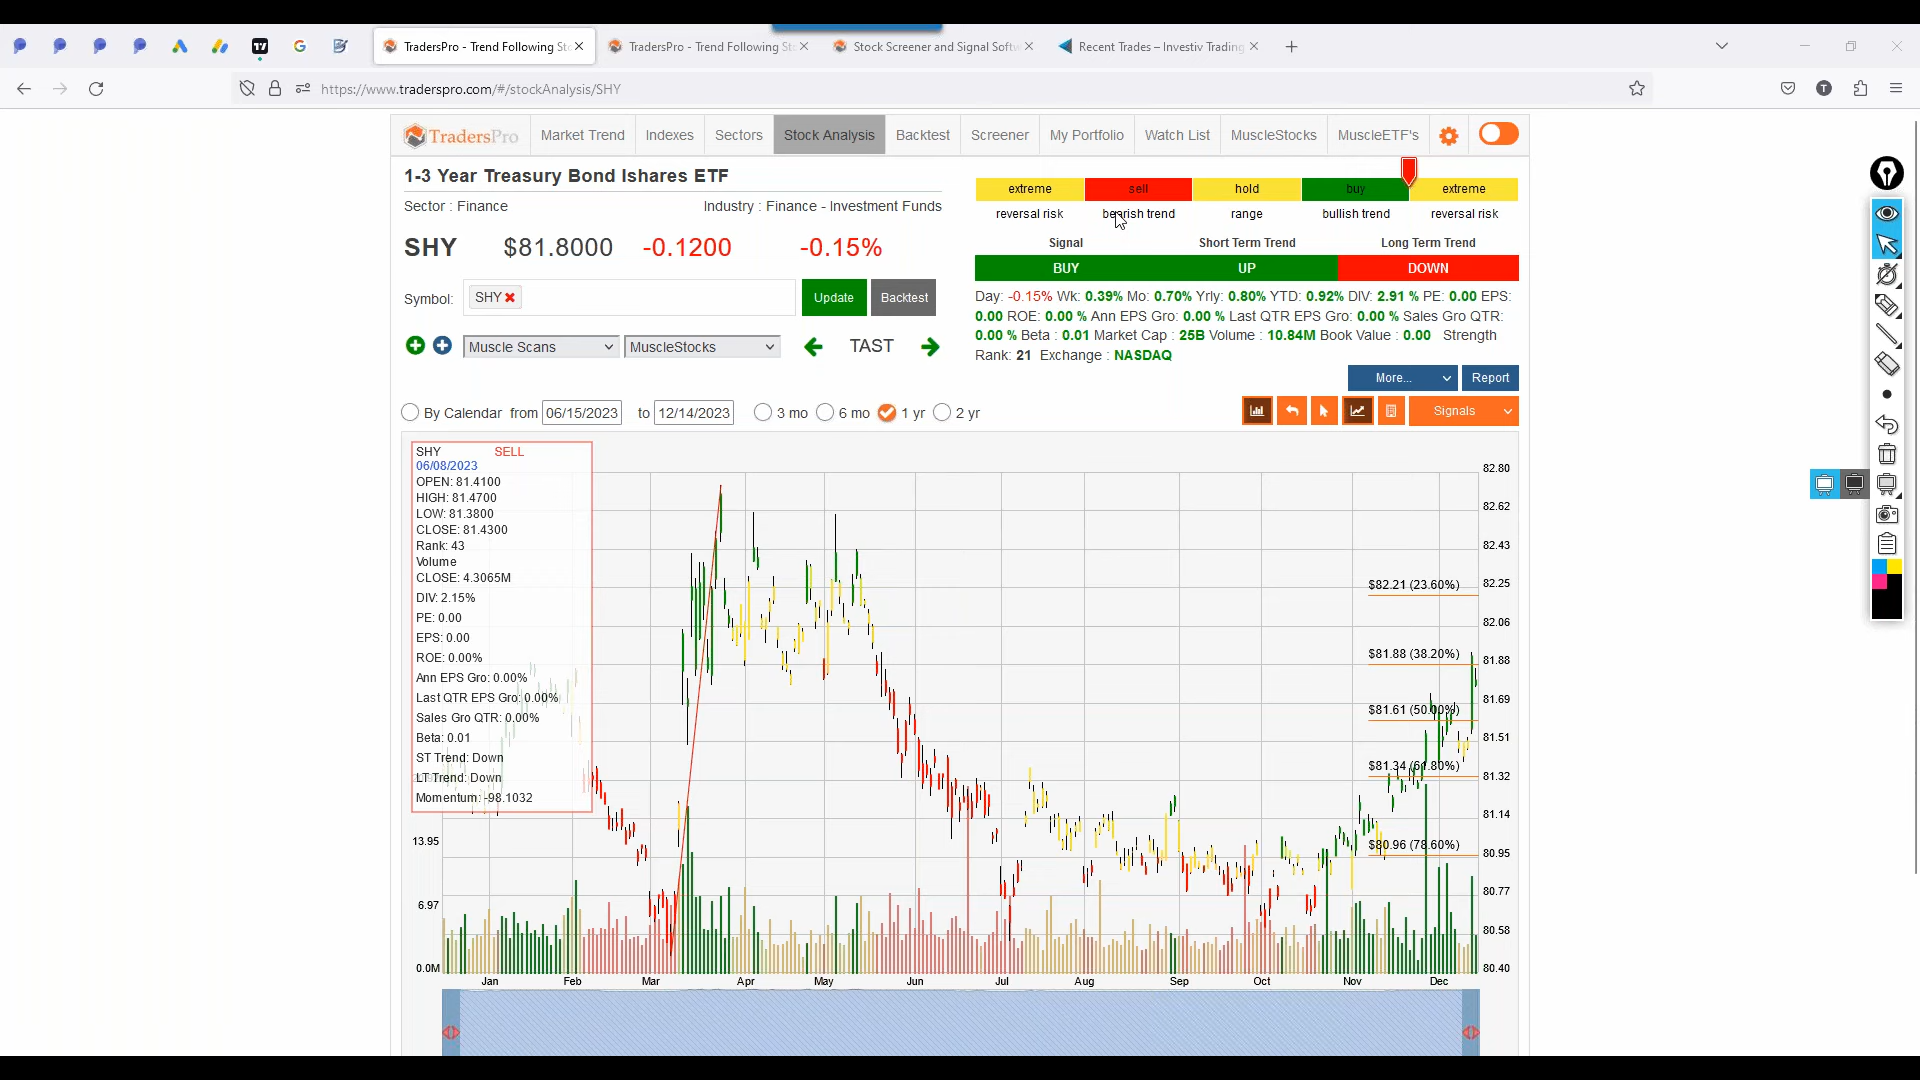 TradersPro - Trend Following Sto
TradersPro - Trend Following Sto
Stock Screener and Signal Softw
Recent Trades – Investiv Trading
https://www.traderspro.com/#/stockAnalysis/SHY
T
TradersPro
Market Trend
Indexes
Sectors
Stock Analysis
Backtest
Screener
My Portfolio
Watch List
MuscleStocks
MuscleETF's
1-3 Year Treasury Bond Ishares ETF
Sector : Finance
Industry : Finance - Investment Funds
SHY $81.8000 -0.1200 -0.15%
Symbol: SHY
Update
Backtest
Muscle Scans
MuscleStocks
TAST
extreme sell hold buy extreme
reversal risk bearish trend range bullish trend reversal risk
Signal Short Term Trend Long Term Trend
BUY UP DOWN
Day: -0.15% Wk: 0.39% Mo: 0.70% Yrly: 0.80% YTD: 0.92% DIV: 2.91 % PE: 0.00 EPS:
0.00 ROE: 0.00 % Ann EPS Gro: 0.00 % Last QTR EPS Gro: 0.00 % Sales Gro QTR:
0.00 % Beta : 0.01 Market Cap : 25B Volume : 10.84M Book Value : 0.00 Strength
Rank: 21 Exchange : NASDAQ
More...
Report
By Calendar from 06/15/2023 to 12/14/2023 3 mo 6 mo 1 yr 2 yr
Signals
SHY SELL
06/08/2023
OPEN: 81.4100
HIGH: 81.4700
LOW: 81.3800
CLOSE: 81.4300
Rank: 43
Volume
CLOSE: 4.3065M
DIV: 2.15%
PE: 0.00
EPS: 0.00
ROE: 0.00%
Ann EPS Gro: 0.00%
Last QTR EPS Gro: 0.00%
Sales Gro QTR: 0.00%
Beta: 0.01
ST Trend: Down
LT Trend: Down
Momentum: -98.1032
13.95
6.97
0.0M
$82.21 (23.60%)
$81.88 (38.20%)
$81.61 (50.00%)
$81.34 (61.80%)
$80.96 (78.60%)
82.80
82.62
82.43
82.25
82.06
81.88
81.69
81.51
81.32
81.14
80.95
80.77
80.58
80.40
Jan Feb Mar Apr May Jun Jul Aug Sep Oct Nov Dec